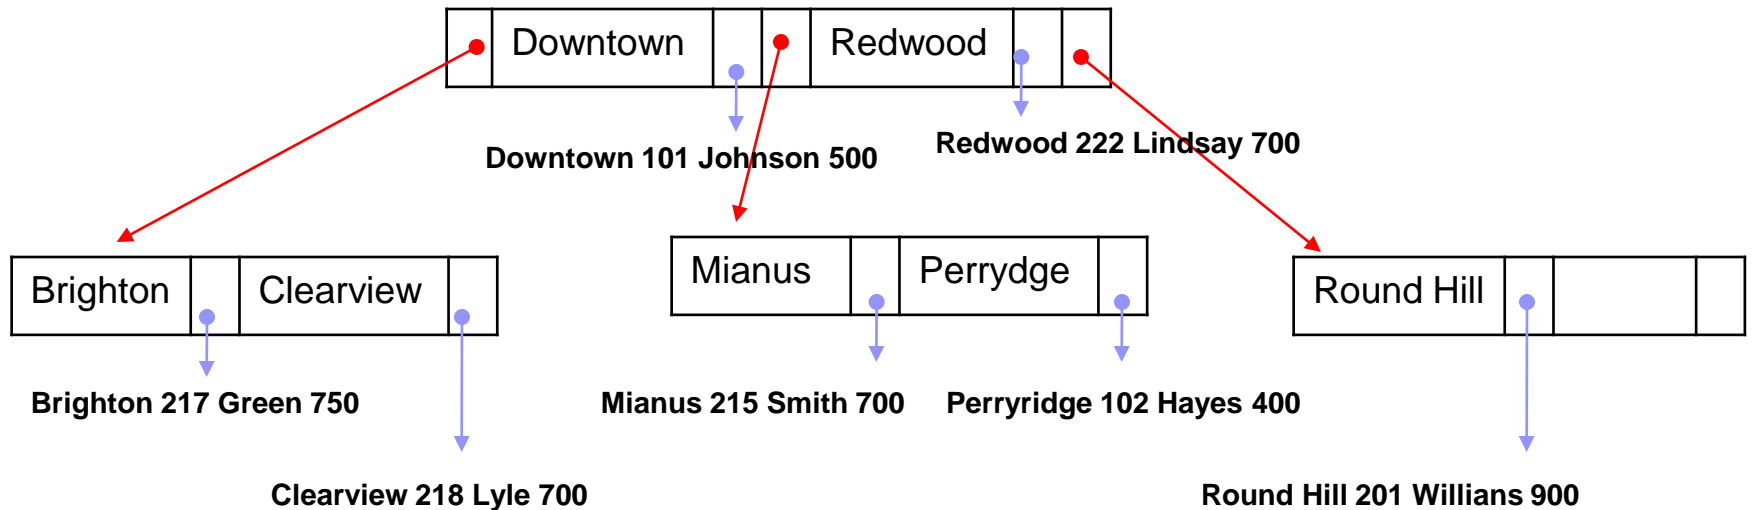 Downtown Redwood
Downtown 101 Johnson 500
Redwood 222 Lindsay 700
Brighton Clearview
Mianus Perrydge
Round Hill
Brighton 217 Green 750
Mianus 215 Smith 700
Perryridge 102 Hayes 400
Clearview 218 Lyle 700
Round Hill 201 Willians 900